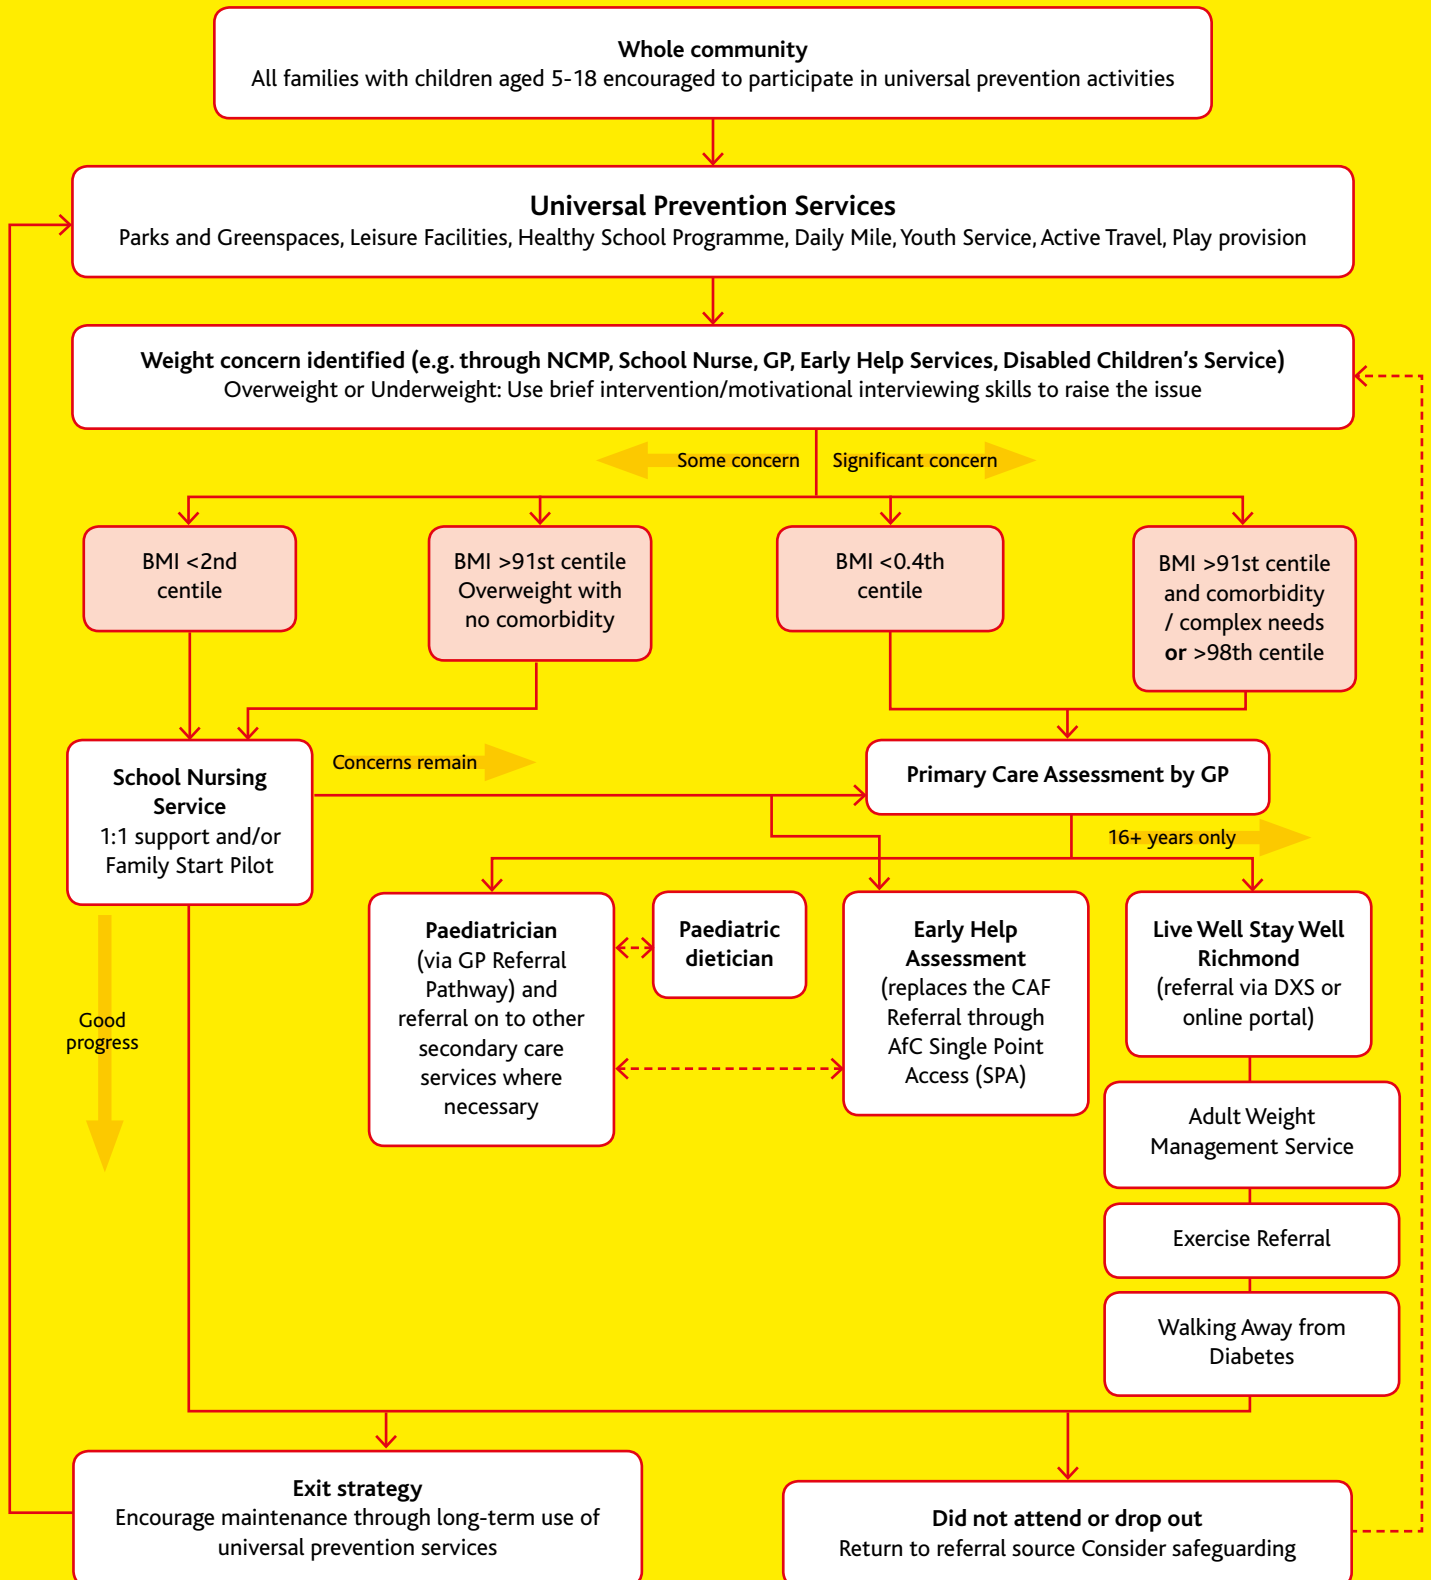 Whole community
All families with children aged 5-18 encouraged to participate in universal prevention activities
Universal Prevention Services
Parks and Greenspaces, Leisure Facilities, Healthy School Programme, Daily Mile, Youth Service, Active Travel, Play provision
Weight concern identified (e.g. through NCMP, School Nurse, GP, Early Help Services, Disabled Children’s Service)
Overweight or Underweight: Use brief intervention/motivational interviewing skills to raise the issue
Some concern
Significant concern
BMI <2nd
centile
BMI >91st centile
Overweight with
no comorbidity
BMI <0.4th
centile
BMI >91st centile
and comorbidity
/ complex needs
or >98th centile
School Nursing
Service
1:1 support and/or
Family Start Pilot
Concerns remain
Primary Care Assessment by GP
16+ years only
Good
progress
Paediatrician
(via GP Referral
Pathway) and
referral on to other
secondary care
services where
necessary
Paediatric
dietician
Early Help
Assessment
(replaces the CAF
Referral through
AfC Single Point
Access (SPA)
Live Well Stay Well
Richmond
(referral via DXS or
online portal)
Adult Weight
Management Service
Exercise Referral
Walking Away from
Diabetes
Exit strategy
Encourage maintenance through long-term use of
universal prevention services
Did not attend or drop out
Return to referral source Consider safeguarding